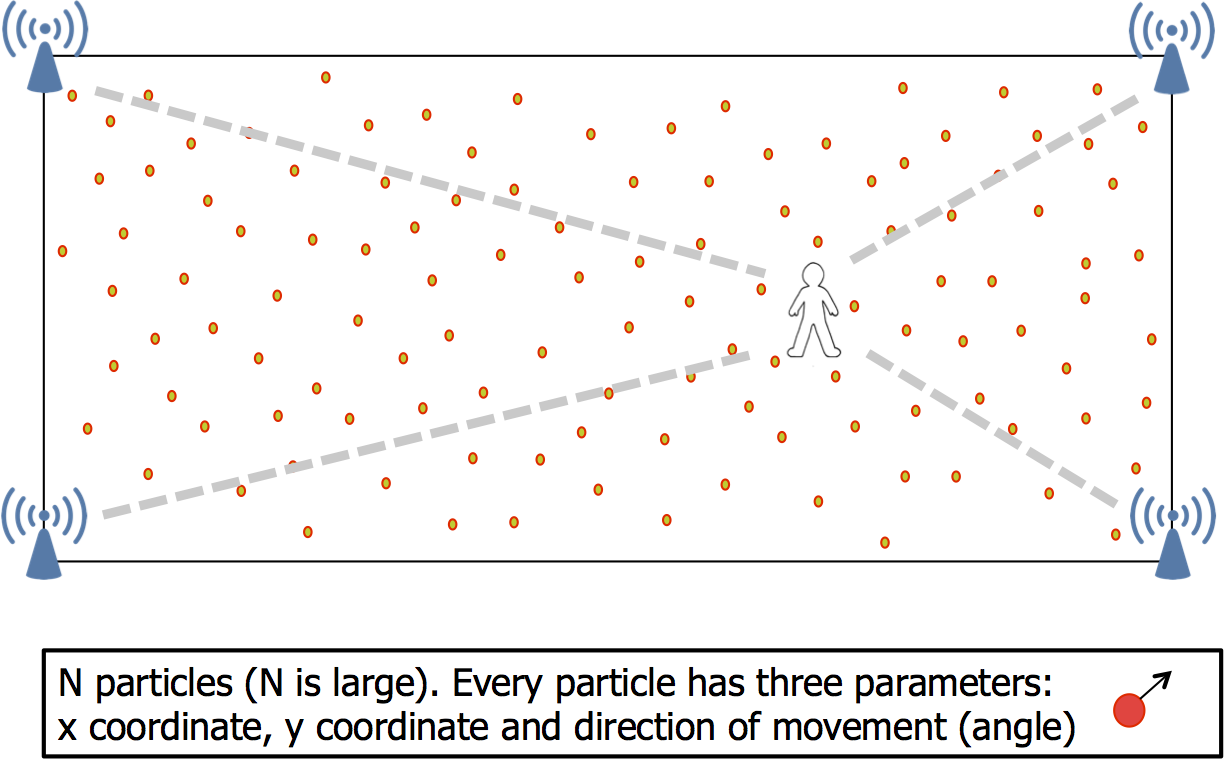 N particles (N is large). Every particle has three parameters:
x coordinate, y coordinate and direction of movement (angle)